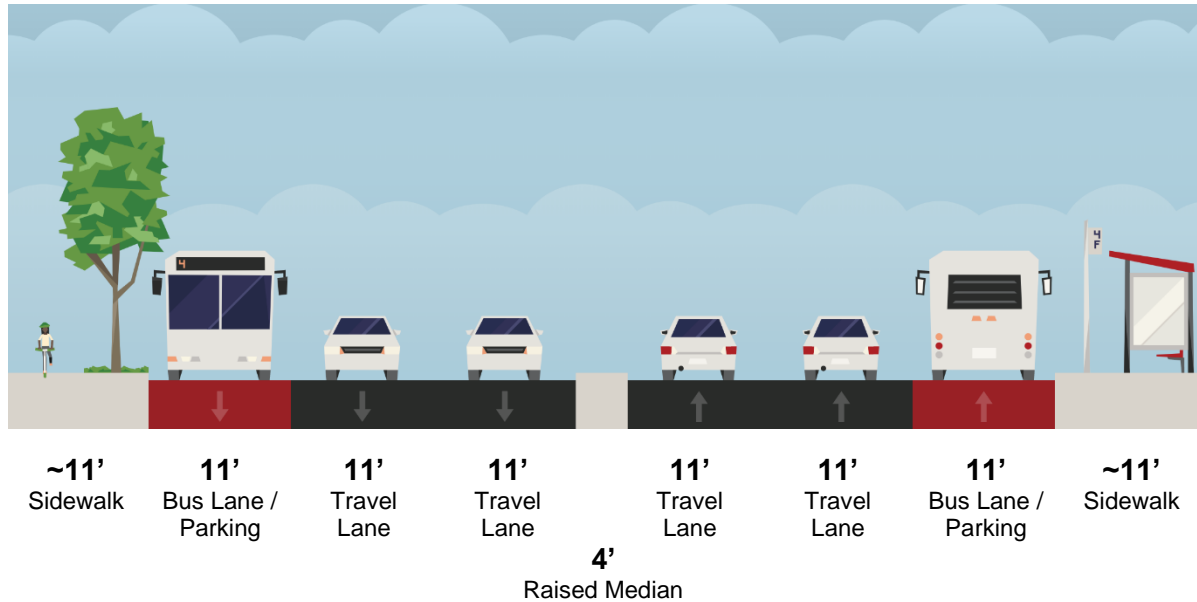 4
4
F
~11’ 11’ 11’ 11’ 11’ 11’ 11’ ~11’
Sidewalk Bus Lane / Travel Travel Travel Travel Bus Lane / Sidewalk
Parking Lane Lane Lane Lane Parking
4’
Raised Median